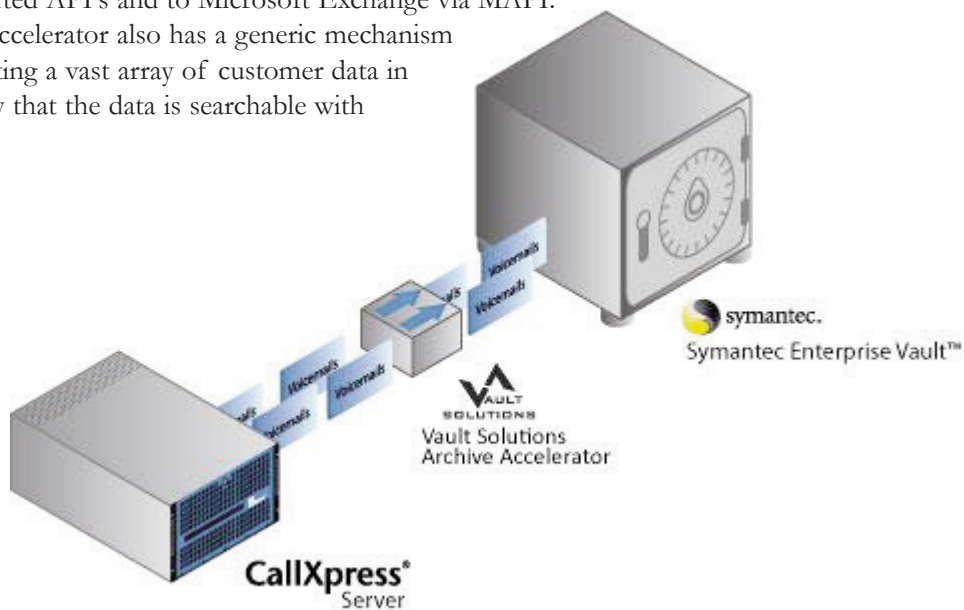 ted API's and to Microsoft Exchange via MAPI.
ccelerator also has a generic mechanism
ting a vast array of customer data in
that the data is searchable with
Voicemails
Voicemails
Voicemails
Voicemails
Voicemails
Voicemails
symantec.
Symantec Enterprise Vault™
VAULT
SOLUTIONS
Vault Solutions
Archive Accelerator
CallXpress®
Server